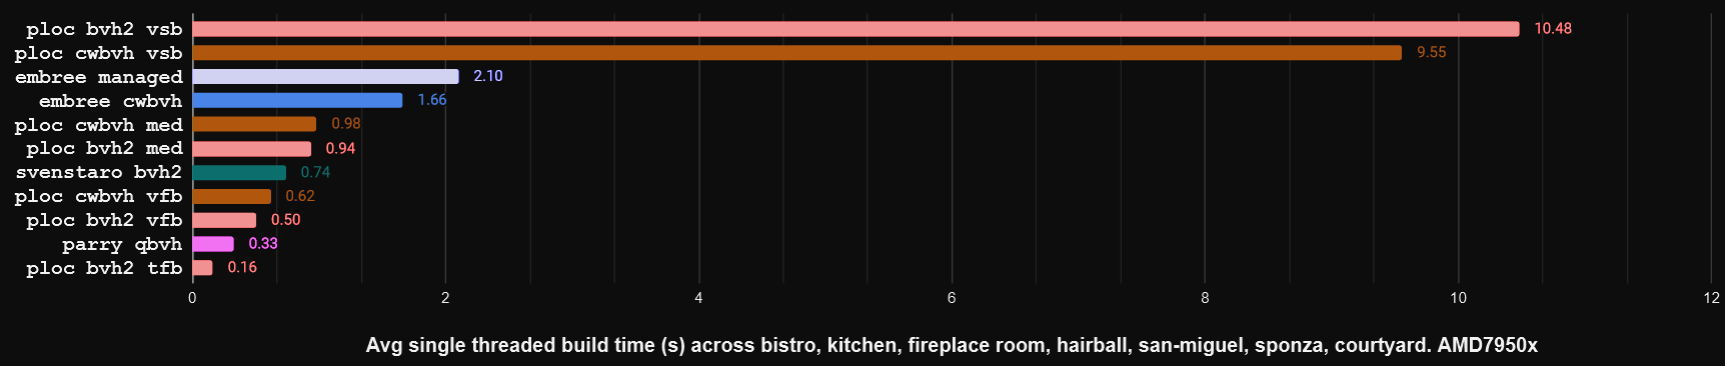 ploc bvh2 vsb 10.48
ploc cwbvh vsb 9.55
embree managed 2.10
embree cwbvh 1.66
ploc cwbvh med 0.98
ploc bvh2 med 0.94
svenstaro bvh2 0.74
ploc cwbvh vfb 0.62
ploc bvh2 vfb 0.50
parry qbvh 0.33
ploc bvh2 tfb 0.16
0 2 4 6 8 10 12
Avg single threaded build time (s) across bistro, kitchen, fireplace room, hairball, san-miguel, sponza, courtyard. AMD7950x